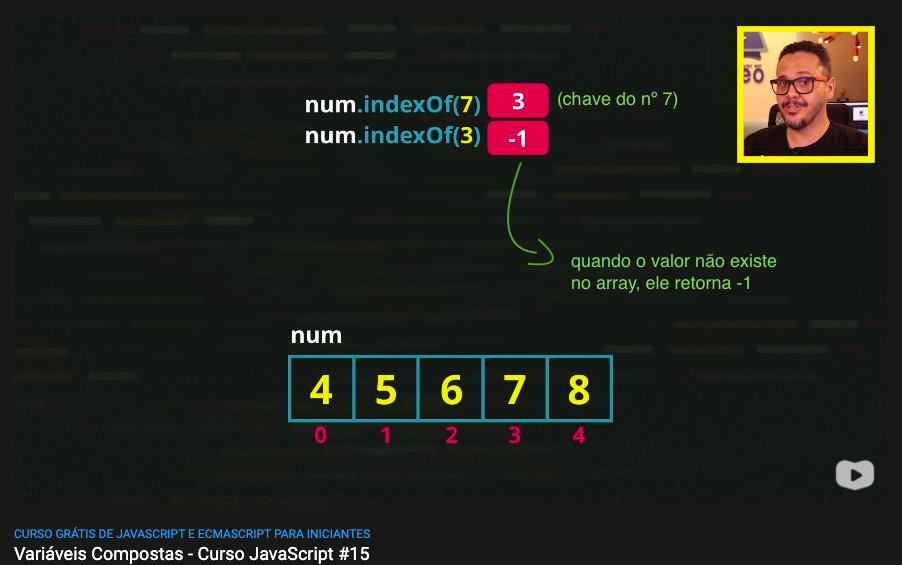 num.indexOf(7) 3 (chave do nº 7)
num.indexOf(3) -1
quando o valor não existe
no array, ele retorna -1
num
4 5 6 7 8
0 1 2 3 4
CURSO GRÁTIS DE JAVASCRIPT E ECMASCRIPT PARA INICIANTES
Variáveis Compostas - Curso JavaScript #15